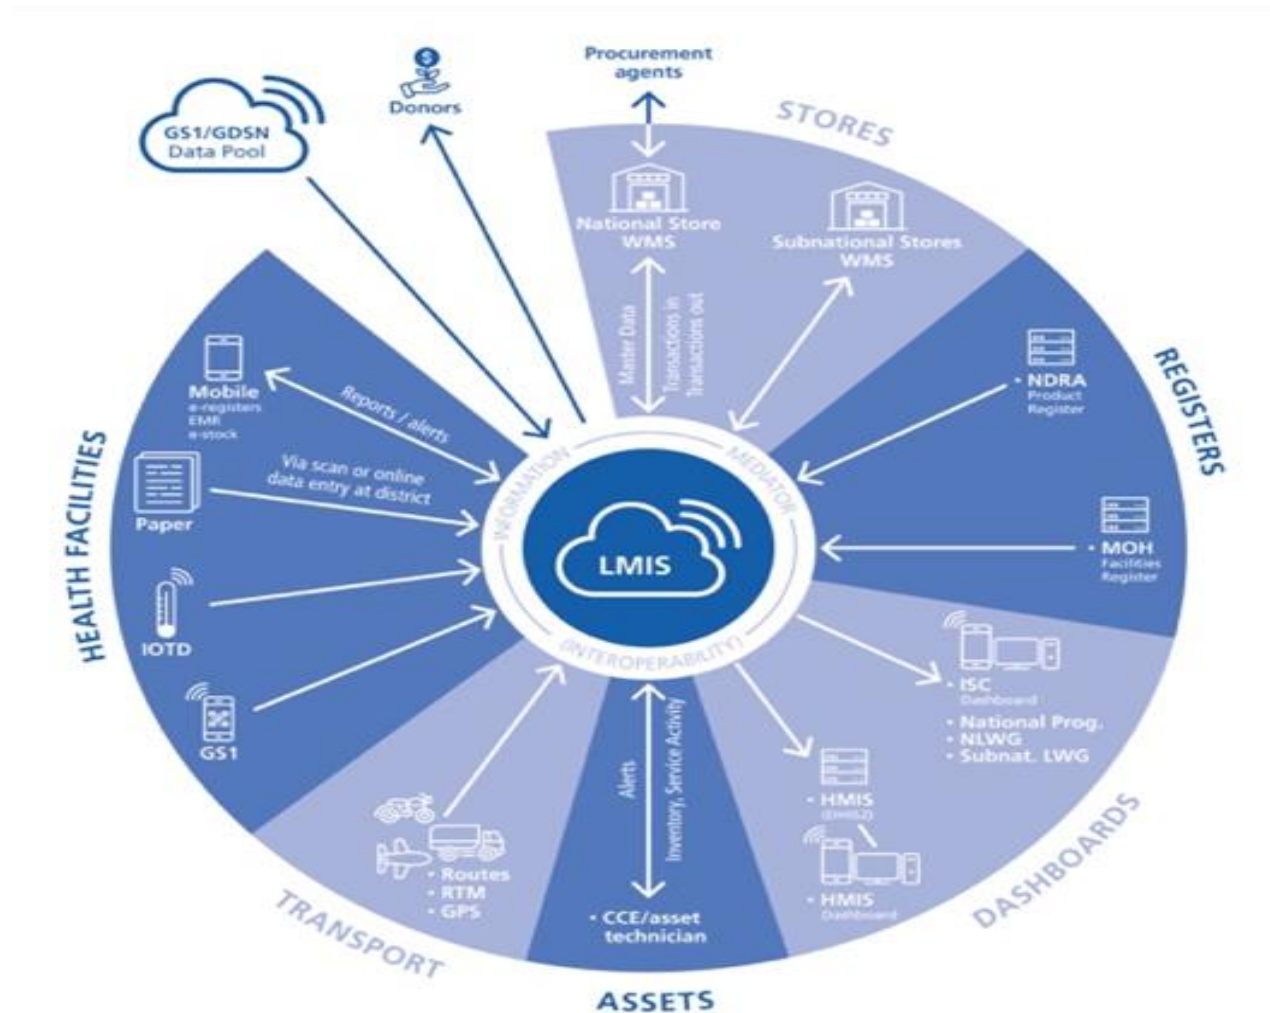 Procurement
agents
Donors
GS1/GDSN
Data Pool
STORES
National Store
WMS
Subnational Stores
WMS
Master Data
Transactions in
Transactions out
REGISTERS
• NDRA
Product
Register
• MOH
Facilities
Register
HEALTH FACILITIES
Mobile
e-registers
EMR
e-stock
Reports / alerts
Via scan or online
data entry at district
Paper
IOTD
GS1
INFORMATION
MEDIATOR
(INTEROPERABILITY)
LMIS
• ISC
Dashboard
• National Prog.
• NLWG
• Subnat. LWG
• HMIS
• HMIS
Dashboard
DASHBOARDS
Alerts
Inventory, Service Activity
• CCE/asset
technician
ASSETS
• Routes
• RTM
• GPS
TRANSPORT